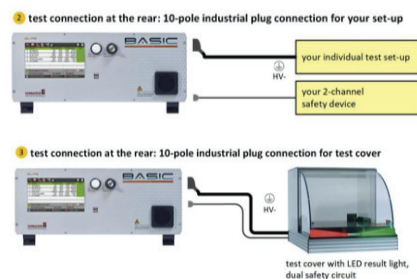 2 test connection at the rear: 10-pole industrial plug connection for your set-up
BASIC
your individual test set-up
HV-
your 2-channel
safety device
3 test connection at the rear: 10-pole industrial plug connection for test cover
BASIC
HV-
test cover with LED result light,
dual safety circuit